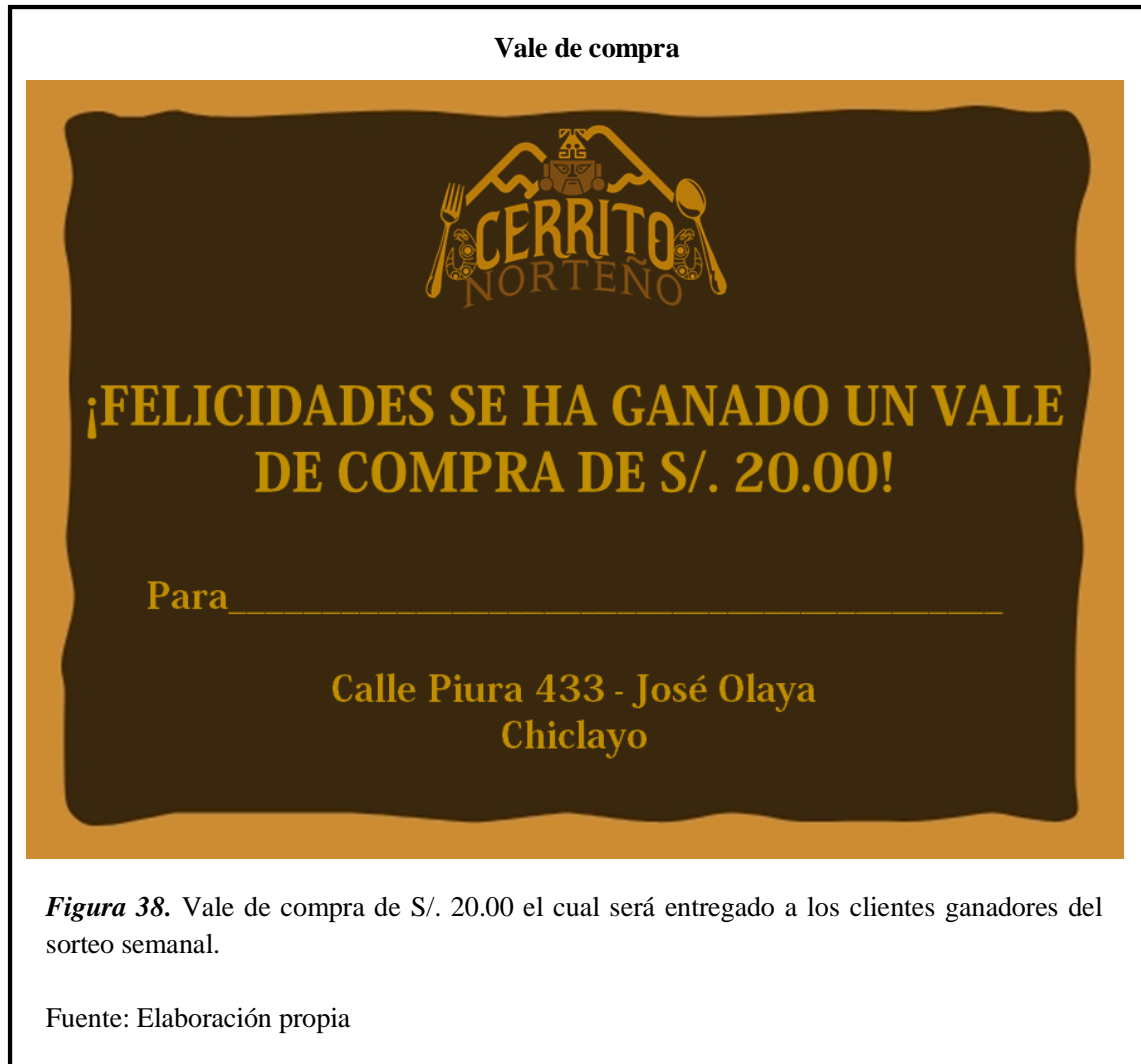 Vale de compra
CERRITO
NORTEÑO
¡FELICIDADES SE HA GANADO UN VALE
DE COMPRA DE S/. 20.00!
Para_________________________________________
Calle Piura 433 - José Olaya
Chiclayo
Figura 38. Vale de compra de S/. 20.00 el cual será entregado a los clientes ganadores del
sorteo semanal.
Fuente: Elaboración propia